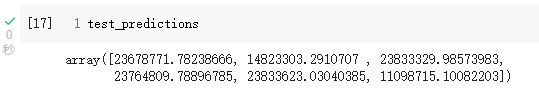 [17] 1 test_predictions
0
秒
array([23678771.78238666, 14823303.2910707 , 23833329.98573983,
23764809.78896785, 23833623.03040385, 11098715.10082203])